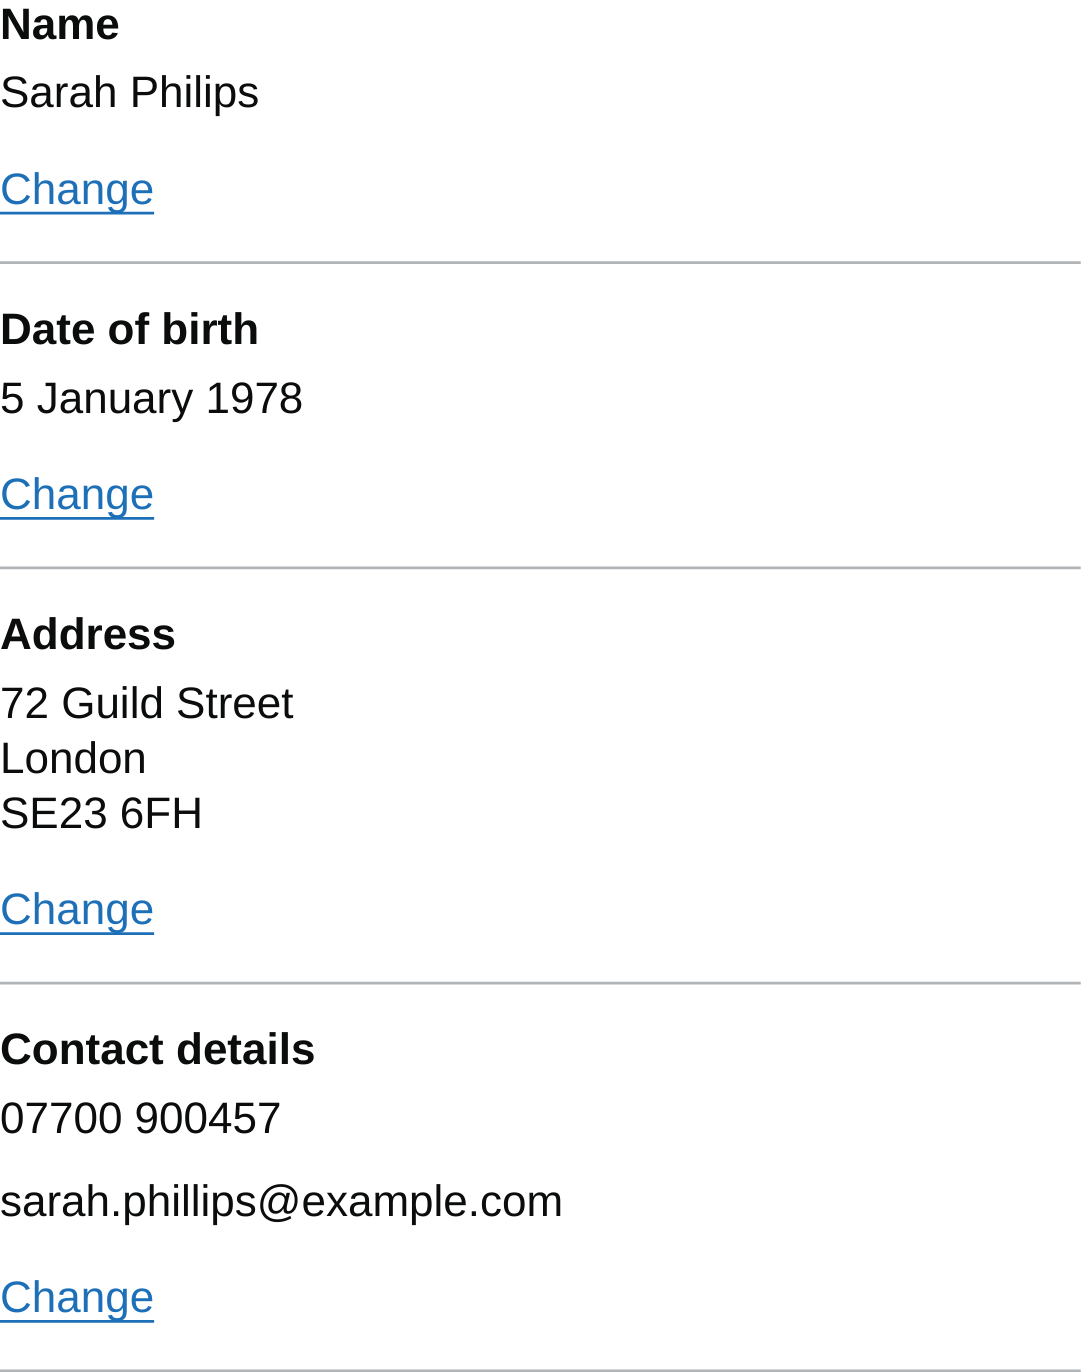 Name
Sarah Philips
Change
Date of birth
5 January 1978
Change
Address
72 Guild Street
London
SE23 6FH
Change
Contact details
07700 900457
sarah.phillips@example.com
Change